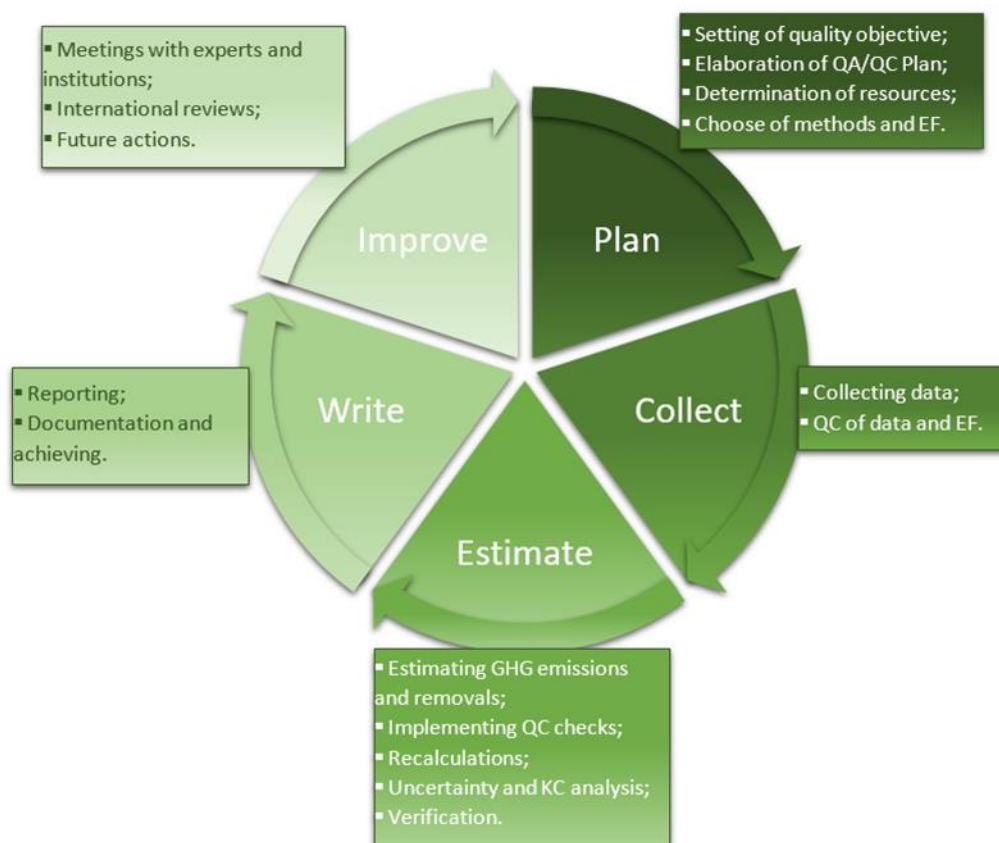 ▪ Meetings with experts and
institutions;
▪ International reviews;
▪ Future actions.
▪ Setting of quality objective;
▪ Elaboration of QA/QC Plan;
▪ Determination of resources;
▪ Choose of methods and EF.
Improve
Plan
▪ Reporting;
▪ Documentation and
achieving.
Write
Collect
▪ Collecting data;
▪ QC of data and EF.
Estimate
▪ Estimating GHG emissions
and removals;
▪ Implementing QC checks;
▪ Recalculations;
▪ Uncertainty and KC analysis;
▪ Verification.